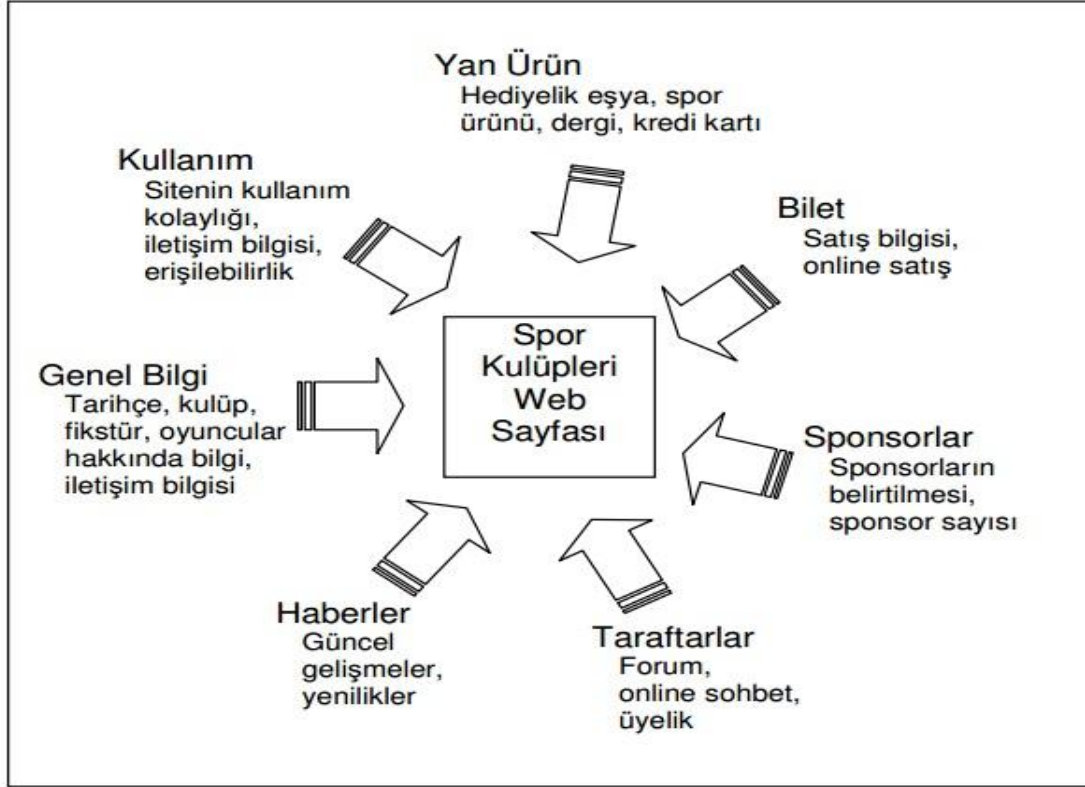 Yan Ürün
Hediyelik eşya, spor
ürünü, dergi, kredi kartı
Kullanım
Sitenin kullanım
kolaylığı,
iletişim bilgisi,
erişilebilirlik
Bilet
Satış bilgisi,
online satış
Spor
Kulüpleri
Web
Sayfası
Genel Bilgi
Tarihçe, kulüp,
fikstür, oyuncular
hakkında bilgi,
iletişim bilgisi
Sponsorlar
Sponsorların
belirtilmesi,
sponsor sayısı
Haberler
Güncel
gelişmeler,
yenilikler
Taraftarlar
Forum,
online sohbet,
üyelik